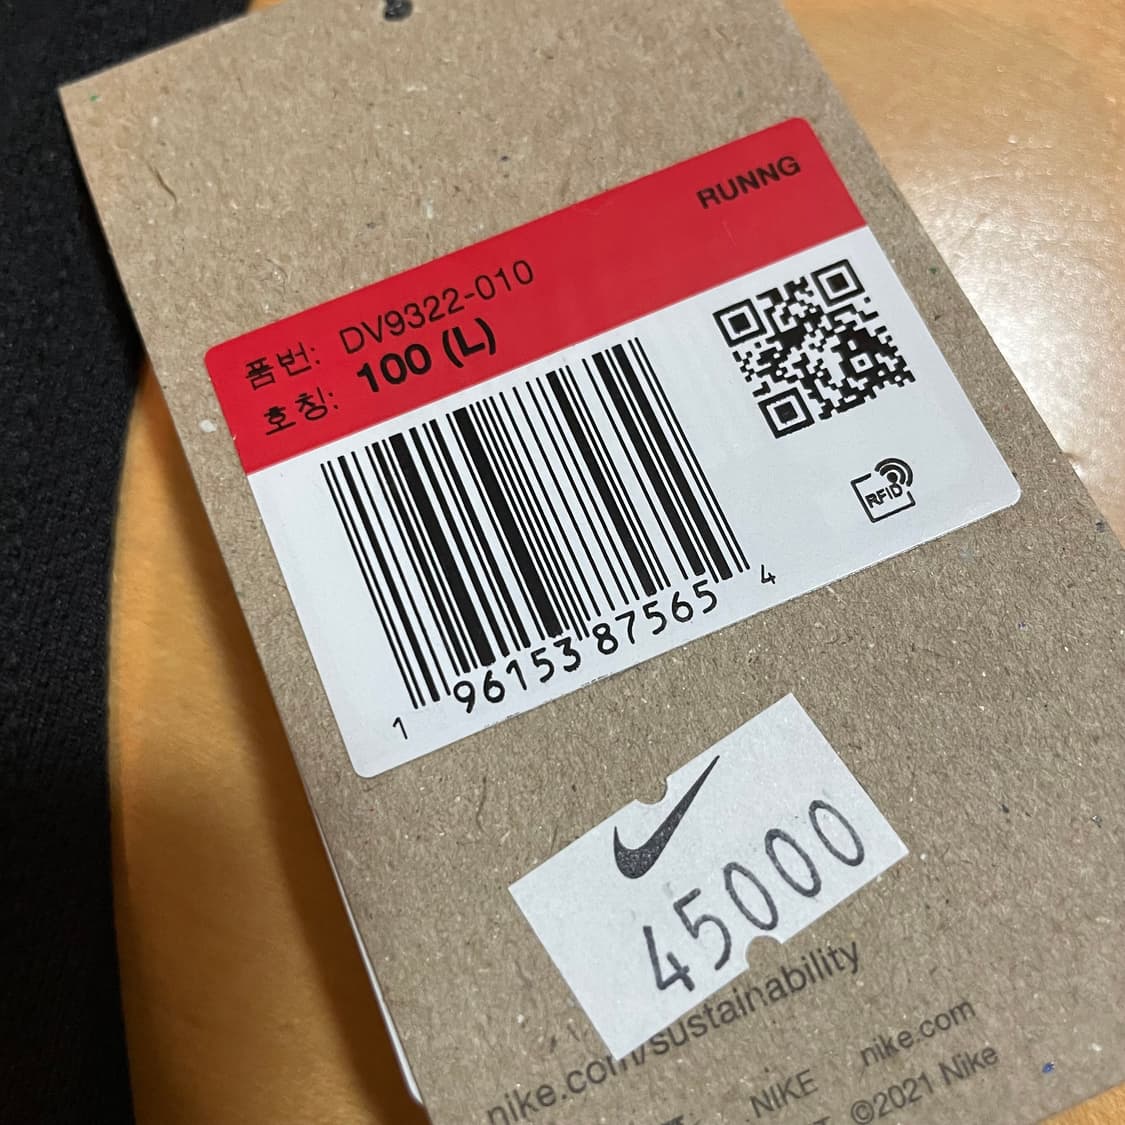 RUNNG
품번: DV9322-010
호칭: 100 (L)
RFID
1 96153 87565 4
45000
nike.com/sustainability
nike.com
NIKE
©2021 Nike